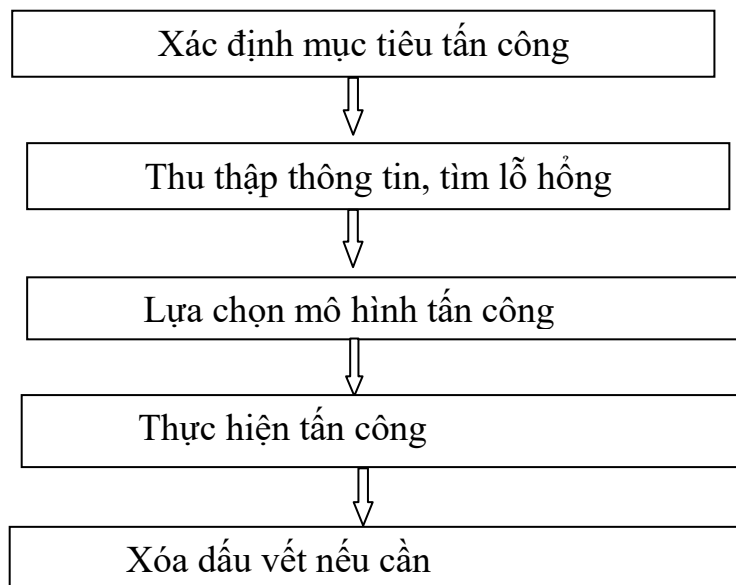 Xác định mục tiêu tấn công
Thu thập thông tin, tìm lỗ hổng
Lựa chọn mô hình tấn công
Thực hiện tấn công
Xóa dấu vết nếu cần